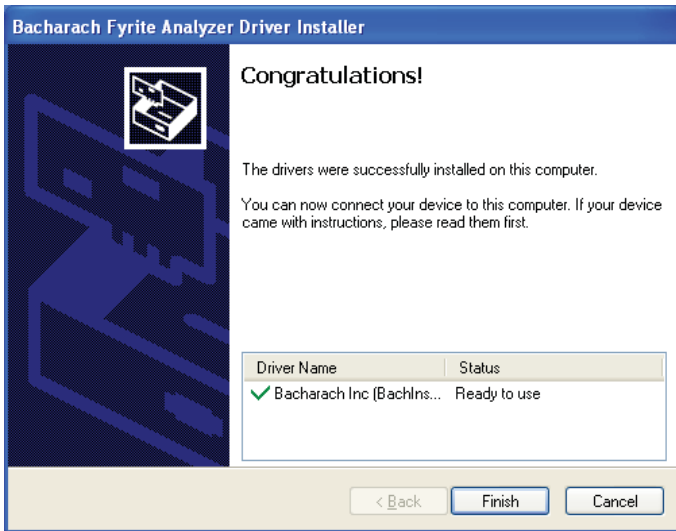 Bacharach Fyrite Analyzer Driver Installer
Congratulations!
The drivers were successfully installed on this computer.
You can now connect your device to this computer. If your device
came with instructions, please read them first.
Driver Name Status
Bacharach Inc (BachIns... Ready to use
< Back Finish Cancel